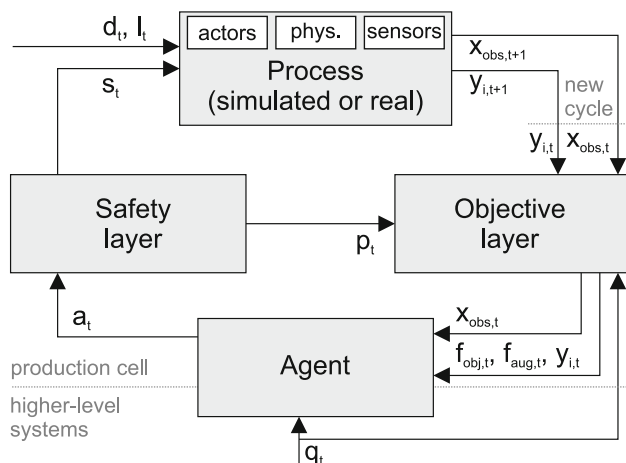 d_t, I_t
actors phys. sensors
x_obs,t+1
Process
(simulated or real)
s_t
y_i,t+1
new
cycle
y_i,t x_obs,t
Safety
layer
Objective
layer
p_t
a_t
x_obs,t
Agent
f_obj,t, f_aug,t, y_i,t
production cell
higher-level
systems
q_t